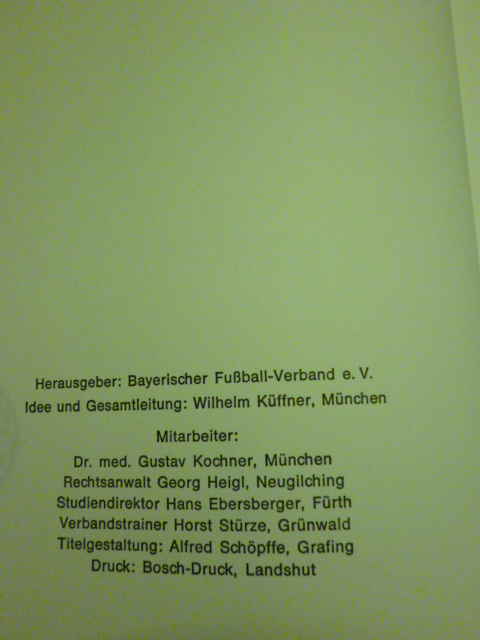 Herausgeber: Bayerischer Fußball-Verband e. V.
Idee und Gesamtleitung: Wilhelm Küffner, München
Mitarbeiter:
Dr. med. Gustav Kochner, München
Rechtsanwalt Georg Heigl, Neugilching
Studiendirektor Hans Ebersberger, Fürth
Verbandstrainer Horst Stürze, Grünwald
Titelgestaltung: Alfred Schöpffe, Grafing
Druck: Bosch-Druck, Landshut